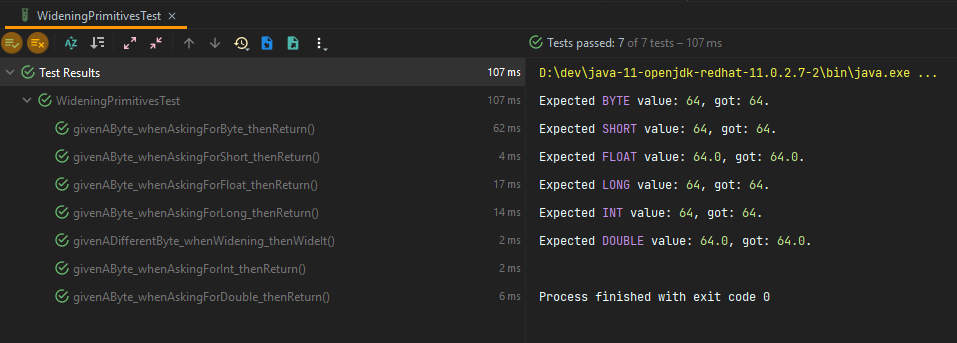 WideningPrimitivesTest ×
Tests passed: 7 of 7 tests – 107 ms
Test Results 107 ms
WideningPrimitivesTest 107 ms
givenAByte_whenAskingForByte_thenReturn() 62 ms
givenAByte_whenAskingForShort_thenReturn() 4 ms
givenAByte_whenAskingForFloat_thenReturn() 17 ms
givenAByte_whenAskingForLong_thenReturn() 14 ms
givenADifferentByte_whenWidening_thenWideIt() 2 ms
givenAByte_whenAskingForInt_thenReturn() 2 ms
givenAByte_whenAskingForDouble_thenReturn() 6 ms
D:\dev\java-11-openjdk-redhat-11.0.2.7-2\bin\java.exe ...
Expected BYTE value: 64, got: 64.
Expected SHORT value: 64, got: 64.
Expected FLOAT value: 64.0, got: 64.0.
Expected LONG value: 64, got: 64.
Expected INT value: 64, got: 64.
Expected DOUBLE value: 64.0, got: 64.0.
Process finished with exit code 0